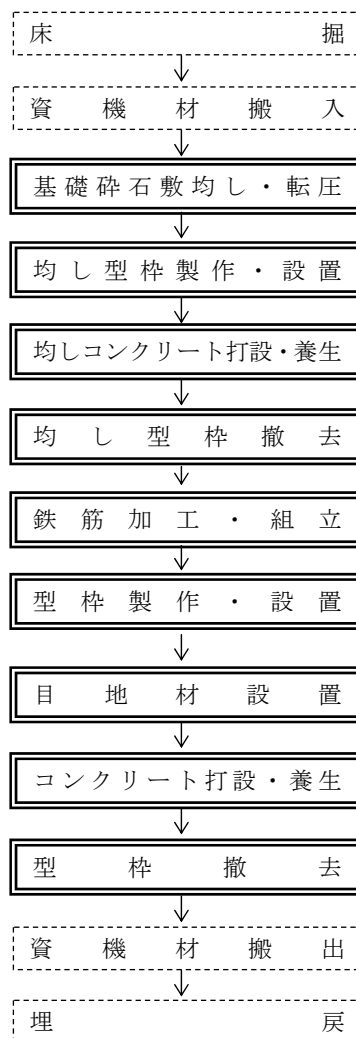 床掘
資機材搬入
基礎砕石敷均し・転圧
均し型枠製作・設置
均しコンクリート打設・養生
均し型枠撤去
鉄筋加工・組立
型枠製作・設置
目地材設置
コンクリート打設・養生
型枠撤去
資機材搬出
埋戻